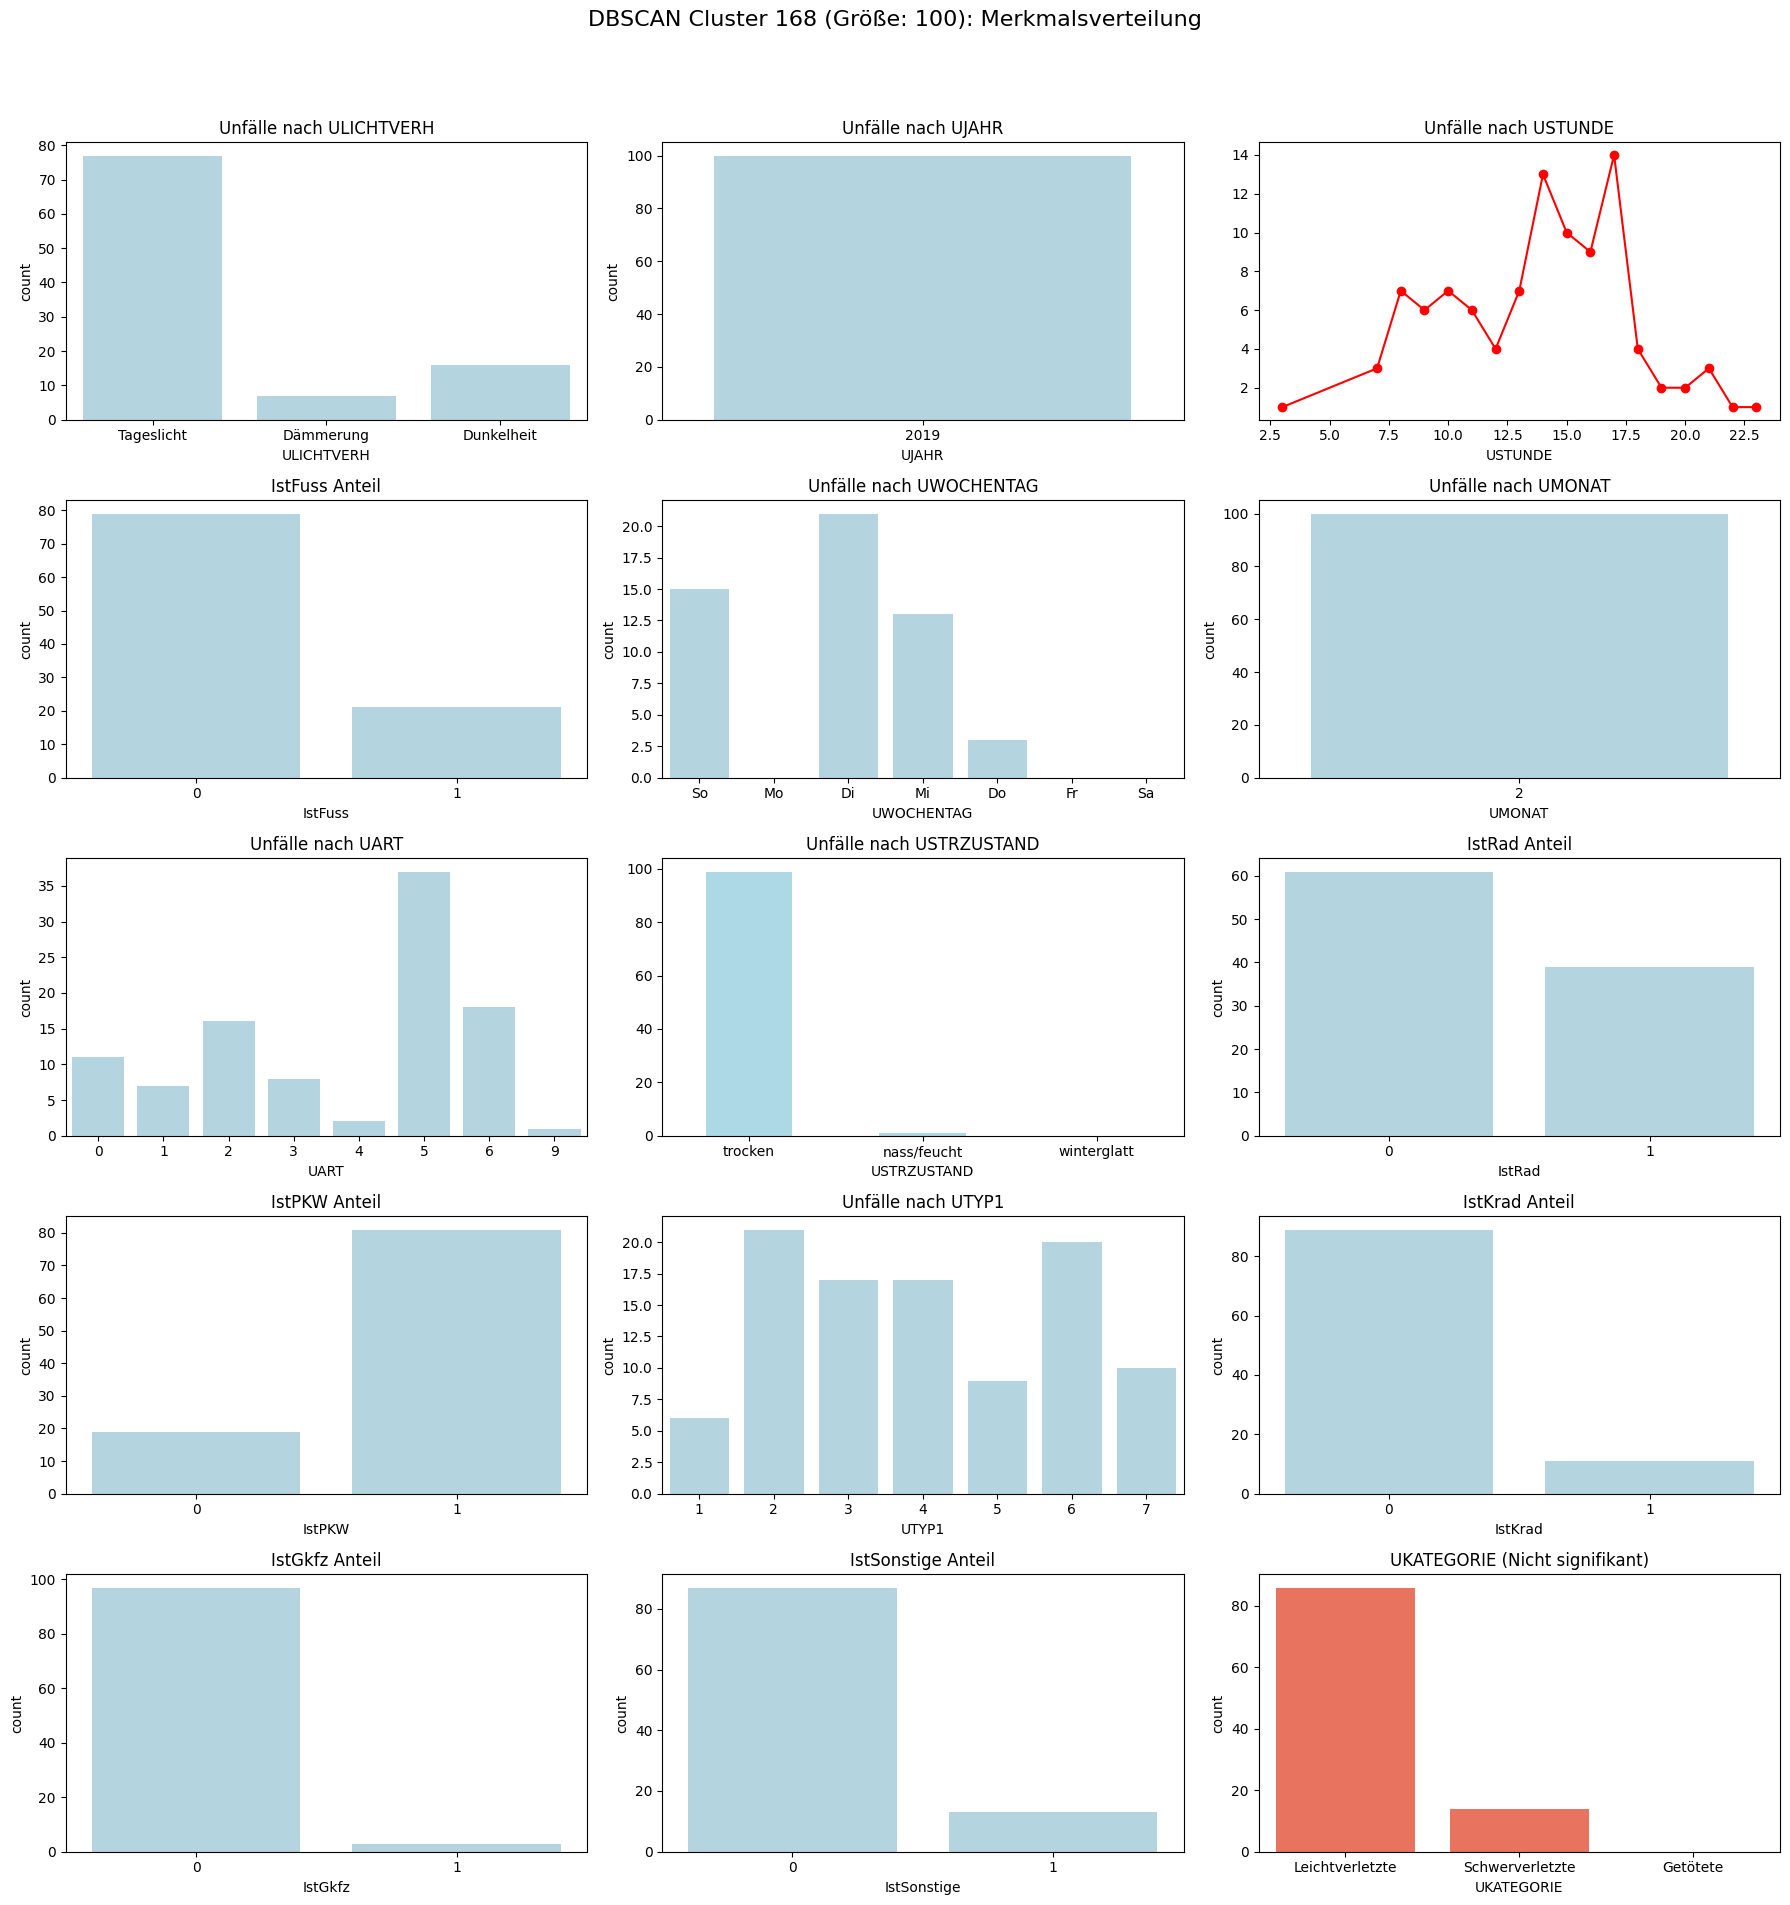 DBSCAN Cluster 168 (Größe: 100): Merkmalsverteilung
Unfälle nach ULICHTVERH
80
70
60
50
40
30
20
10
0
count
Tageslicht Dämmerung Dunkelheit
ULICHTVERH
Unfälle nach UJAHR
100
80
60
40
20
0
count
2019
UJAHR
Unfälle nach USTUNDE
14
12
10
8
6
4
2
2.5 5.0 7.5 10.0 12.5 15.0 17.5 20.0 22.5
USTUNDE
IstFuss Anteil
80
70
60
50
40
30
20
10
0
count
0 1
IstFuss
Unfälle nach UWOCHENTAG
20.0
17.5
15.0
12.5
10.0
7.5
5.0
2.5
0.0
count
So Mo Di Mi Do Fr Sa
UWOCHENTAG
Unfälle nach UMONAT
100
80
60
40
20
0
count
2
UMONAT
Unfälle nach UART
35
30
25
20
15
10
5
0
count
0 1 2 3 4 5 6 9
UART
Unfälle nach USTRZUSTAND
100
80
60
40
20
0
count
trocken nass/feucht winterglatt
USTRZUSTAND
IstRad Anteil
60
50
40
30
20
10
0
count
0 1
IstRad
IstPKW Anteil
80
70
60
50
40
30
20
10
0
count
0 1
IstPKW
Unfälle nach UTYP1
20.0
17.5
15.0
12.5
10.0
7.5
5.0
2.5
0.0
count
1 2 3 4 5 6 7
UTYP1
IstKrad Anteil
80
60
40
20
0
count
0 1
IstKrad
IstGkfz Anteil
100
80
60
40
20
0
count
0 1
IstGkfz
IstSonstige Anteil
80
60
40
20
0
count
0 1
IstSonstige
UKATEGORIE (Nicht signifikant)
80
60
40
20
0
count
Leichtverletzte Schwerverletzte Getötete
UKATEGORIE